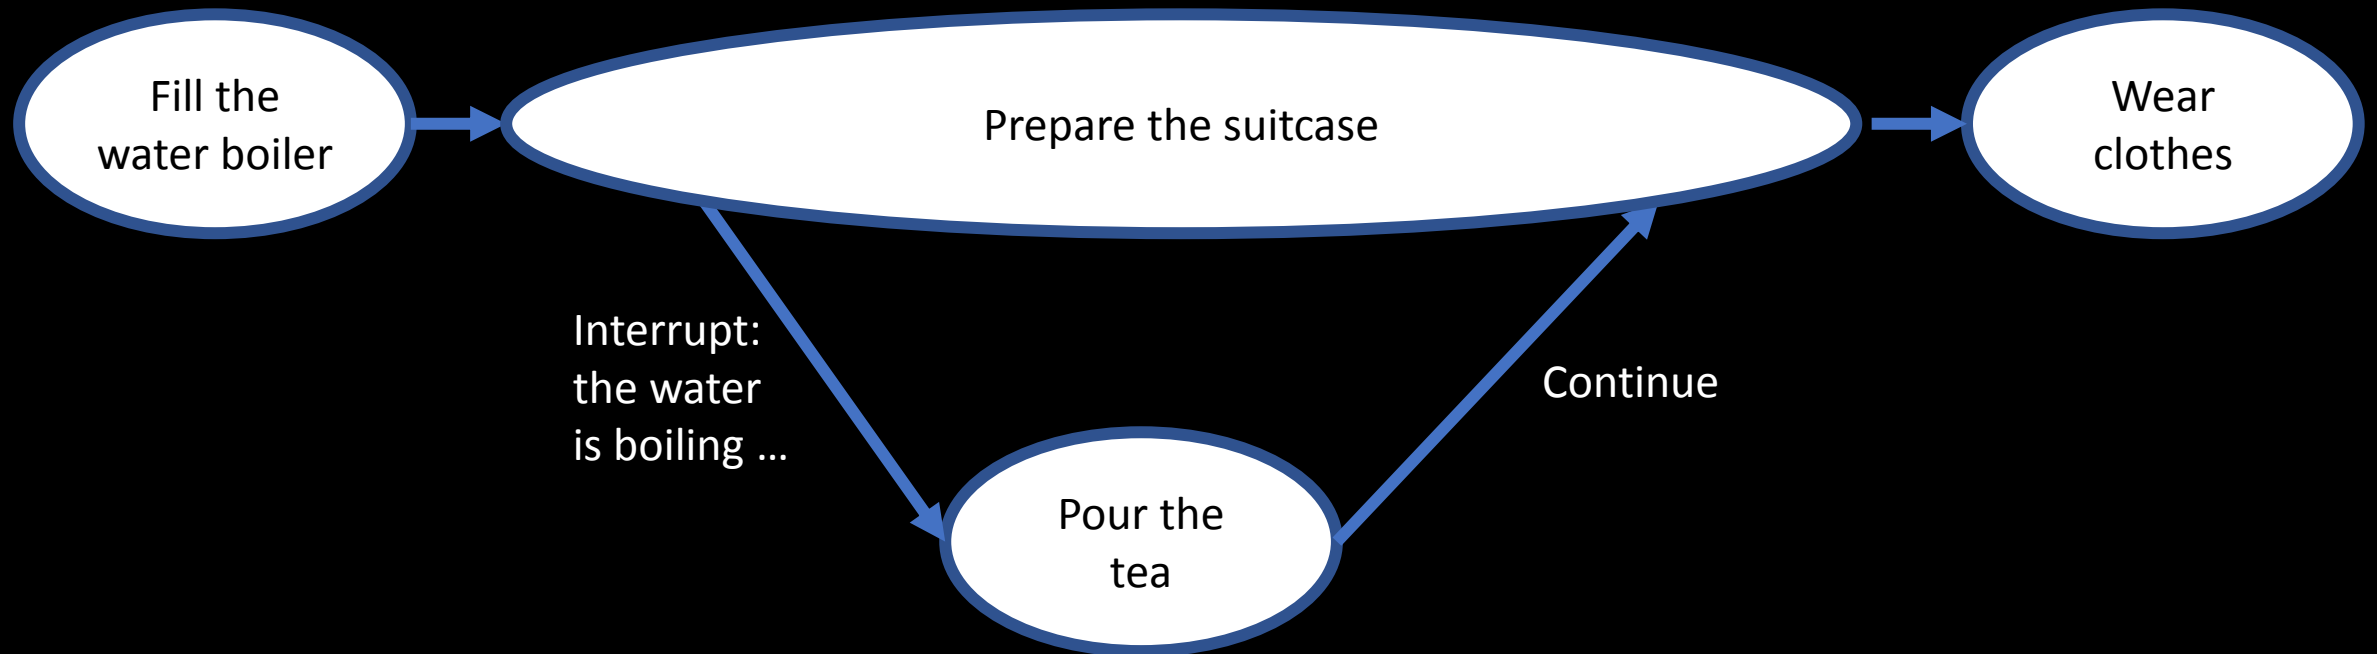 Fill the
water boiler
Prepare the suitcase
Wear
clothes
Interrupt:
the water
is boiling ...
Continue
Pour the
tea